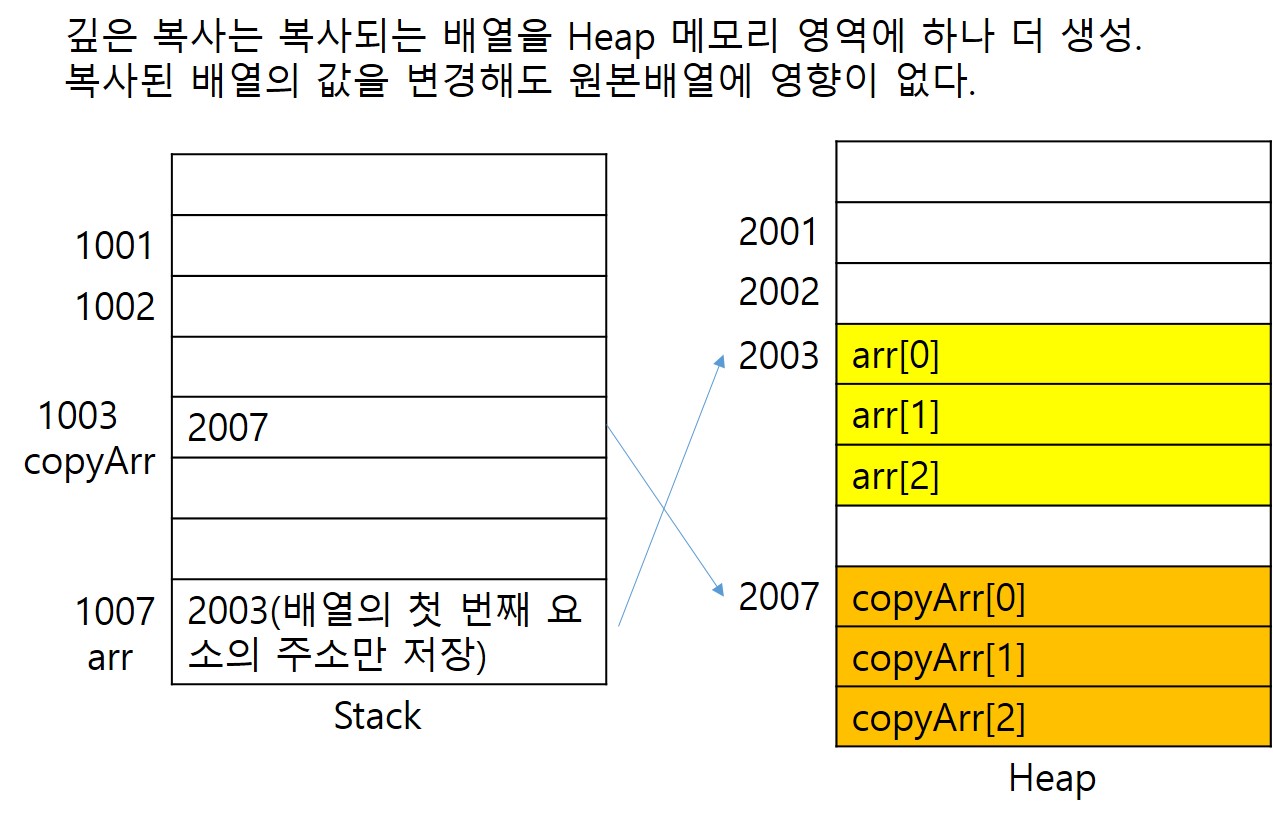 깊은 복사는 복사되는 배열을 Heap 메모리 영역에 하나 더 생성.
복사된 배열의 값을 변경해도 원본배열에 영향이 없다.
1001
1002
1003
copyArr
2007
1007
arr
2003(배열의 첫 번째 요
소의 주소만 저장)
Stack
2001
2002
2003
arr[0]
arr[1]
arr[2]
2007
copyArr[0]
copyArr[1]
copyArr[2]
Heap